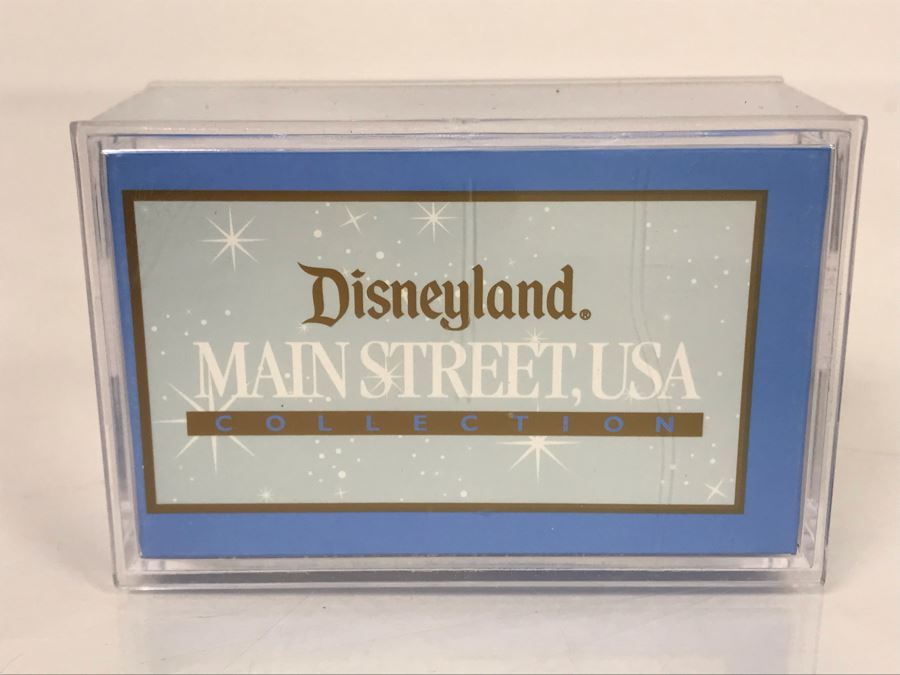 Disneyland®
MAIN STREET, USA
COLLECTION